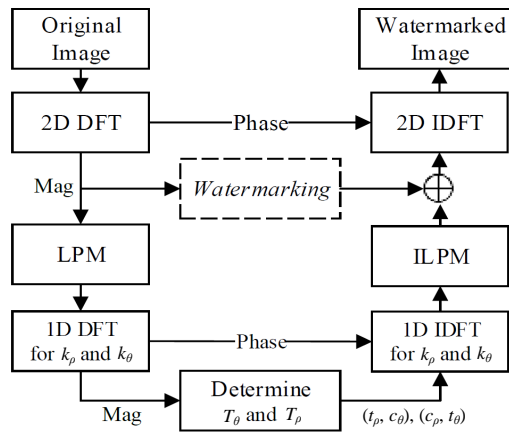 Original
Image
Watermarked
Image
2D DFT
Phase
2D IDFT
Mag
Watermarking
LPM
ILPM
1D DFT
for kρ and kθ
Phase
1D IDFT
for kρ and kθ
Mag
Determine
Tθ and Tρ
(tρ, cθ), (cρ, tθ)